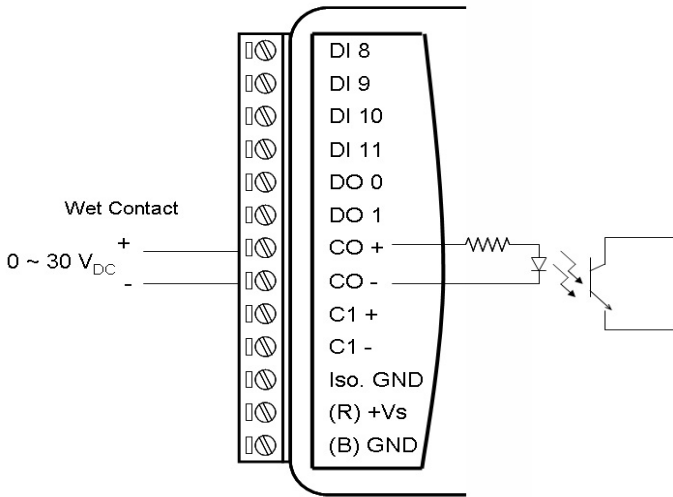 DI 8
DI 9
DI 10
DI 11
DO 0
DO 1
Wet Contact
+
0 ~ 30 VDC
-
CO +
CO -
C1 +
C1 -
Iso. GND
(R) +Vs
(B) GND